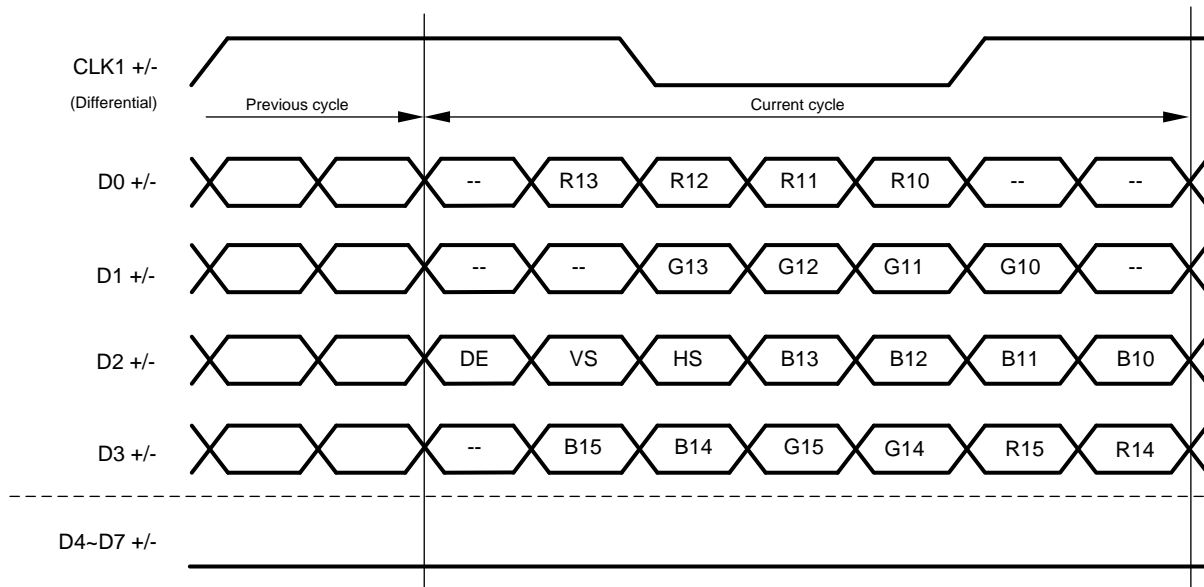 CLK1 +/-
(Differential)
Previous cycle
Current cycle
D0 +/-
-- R13 R12 R11 R10 -- --
D1 +/-
-- -- G13 G12 G11 G10 --
D2 +/-
DE VS HS B13 B12 B11 B10
D3 +/-
-- B15 B14 G15 G14 R15 R14
D4~D7 +/-